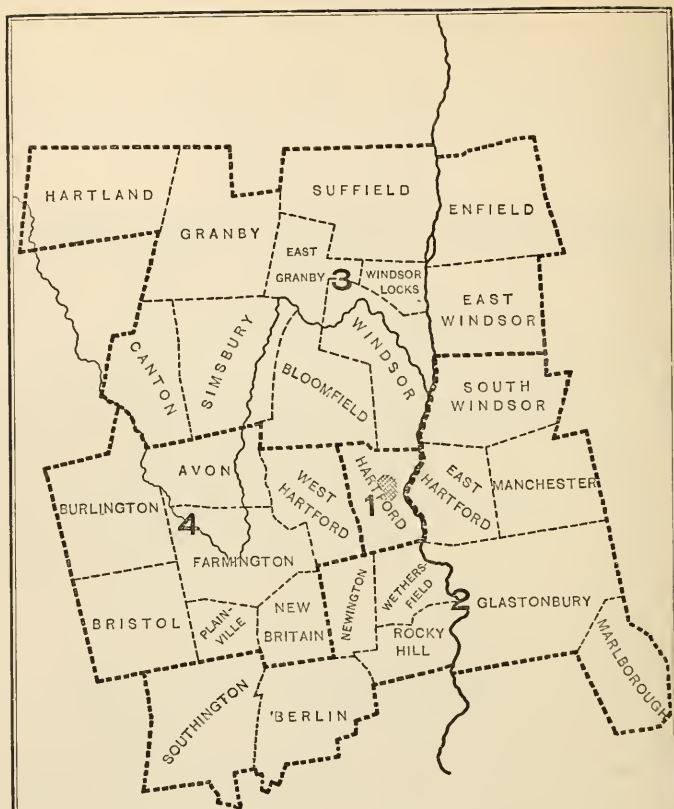 HARTLAND
GRANBY
SUFFIELD
ENFIELD
EAST
GRANBY
3
WINDSOR
LOCKS
EAST
WINDSOR
CANTON
SIMSBURY
BLOOMFIELD
WINDSOR
SOUTH
WINDSOR
AVON
WEST
HARTFORD
1
HARTFORD
EAST
HARTFORD
MANCHESTER
BURLINGTON
4
FARMINGTON
BRISTOL
PLAIN-
VILLE
NEW
BRITAIN
NEWINGTON
WETHERS-
FIELD
ROCKY
HILL
2
GLASTONBURY
MARLBOROUGH
SOUTHINGTON
BERLIN